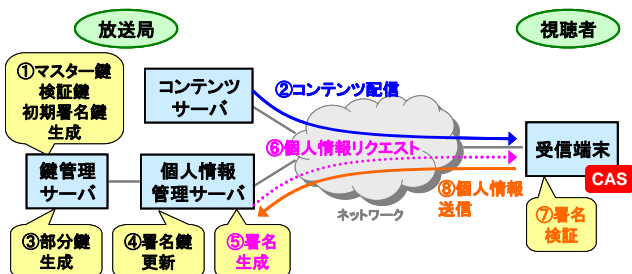 放送局
視聴者
①マスター鍵
検証鍵
初期署名鍵
生成
コンテンツ
サーバ
②コンテンツ配信
⑥個人情報リクエスト
受信端末
CAS
鍵管理
サーバ
個人情報
管理サーバ
ネットワーク
⑧個人情報
送信
⑦署名
検証
③部分鍵
生成
④署名鍵
更新
⑤署名
生成